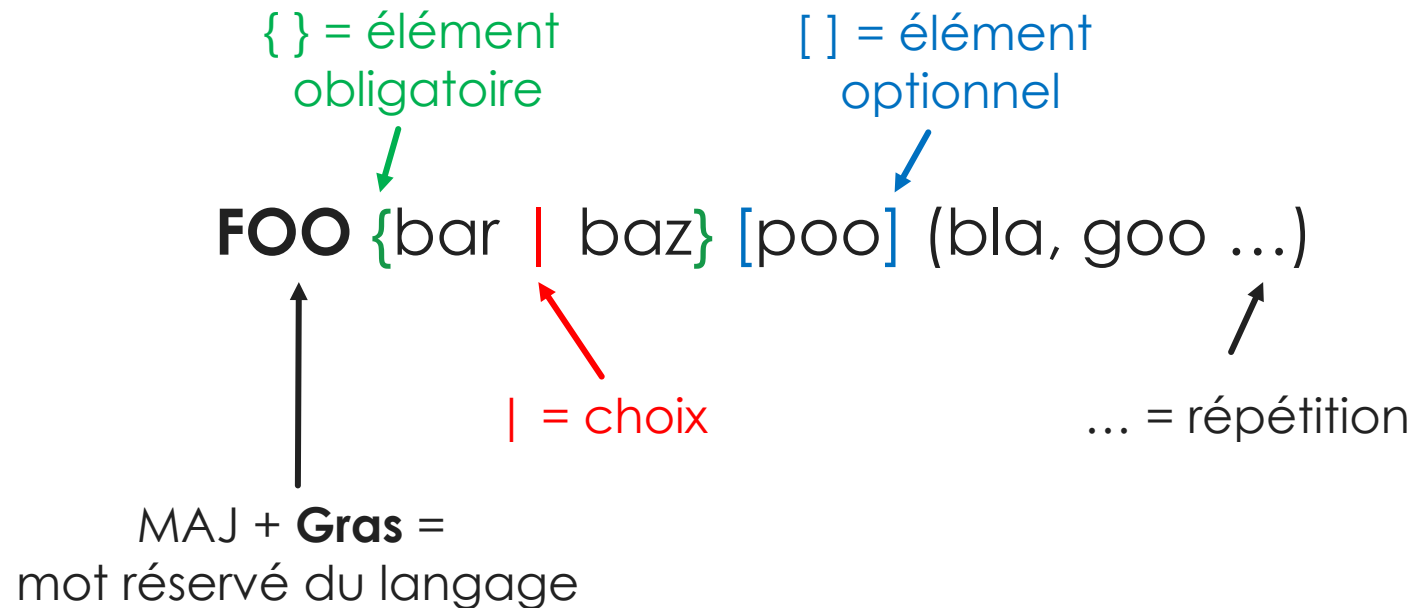 { } = élément
obligatoire
[ ] = élément
optionnel
FOO {bar | baz} [poo] (bla, goo …)
| = choix
… = répétition
MAJ + Gras =
mot réservé du langage